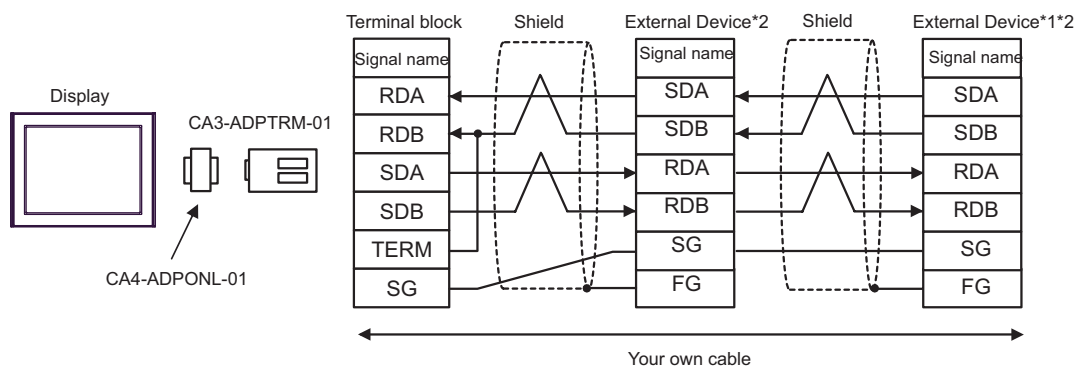 Terminal block
Shield
External Device*2
Shield
External Device*1*2
Signal name
Signal name
Signal name
Display
CA3-ADPTRM-01
CA4-ADPONL-01
RDA
SDA
SDA
RDB
SDB
SDB
SDA
RDA
RDA
SDB
RDB
RDB
TERM
SG
SG
SG
FG
FG
Your own cable